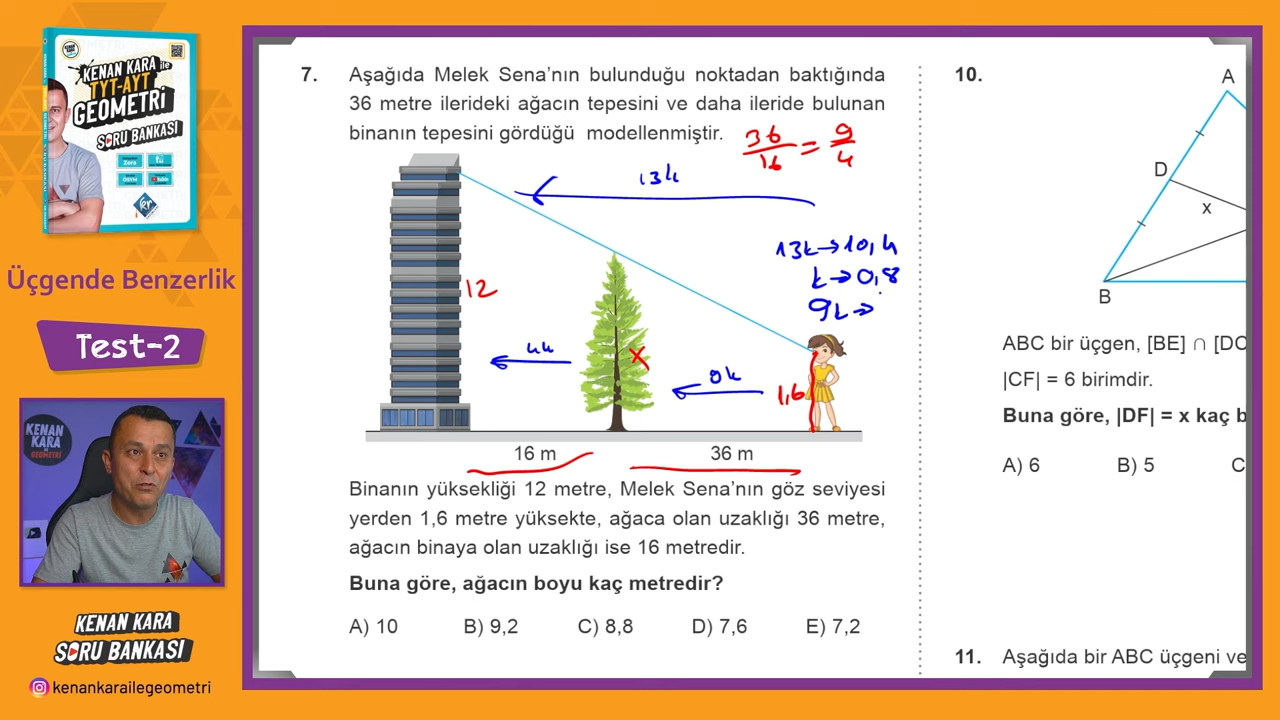 KENAN KARA ile
TYT-AYT
GEOMETRİ
SORU BANKASI
Üçgende Benzerlik
Test-2
KENAN
KARA
ile
GEOMETRİ
KENAN KARA
SORU BANKASI
kenankarailegeometri
7. Aşağıda Melek Sena’nın bulunduğu noktadan baktığında
36 metre ilerideki ağacın tepesini ve daha ileride bulunan
binanın tepesini gördüğü modellenmiştir.
36/16 = 9/4
13k
13k → 10,4
k → 0,8
9k →
12
4k
x
9k
1,6
16 m 36 m
Binanın yüksekliği 12 metre, Melek Sena’nın göz seviyesi
yerden 1,6 metre yüksekte, ağaca olan uzaklığı 36 metre,
ağacın binaya olan uzaklığı ise 16 metredir.
Buna göre, ağacın boyu kaç metredir?
A) 10 B) 9,2 C) 8,8 D) 7,6 E) 7,2
10.
A
D
x
B
ABC bir üçgen, [BE] ∩ [DC
|CF| = 6 birimdir.
Buna göre, |DF| = x kaç b
A) 6 B) 5 C
11. Aşağıda bir ABC üçgeni ve